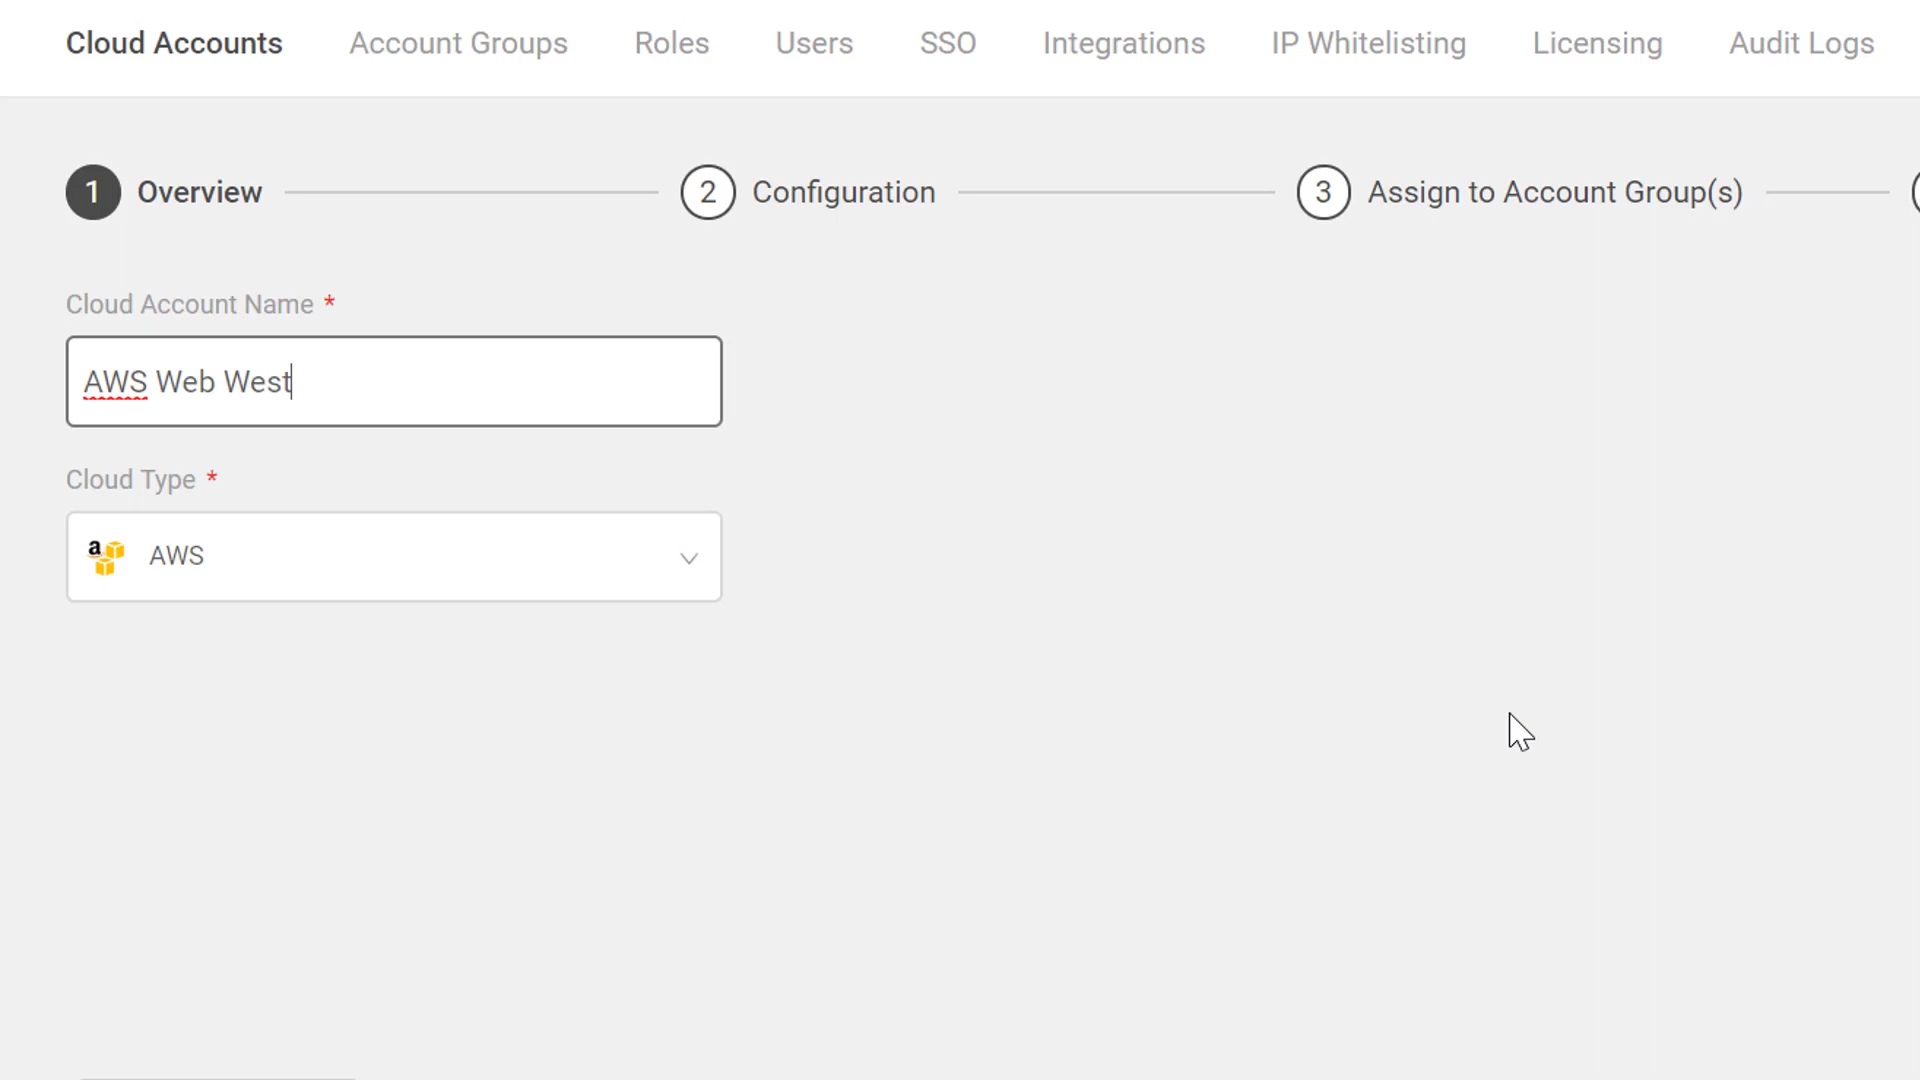 Cloud Accounts Account Groups Roles Users SSO Integrations IP Whitelisting Licensing Audit Logs
1 Overview 2 Configuration 3 Assign to Account Group(s)
Cloud Account Name *
AWS Web West
Cloud Type *
a AWS